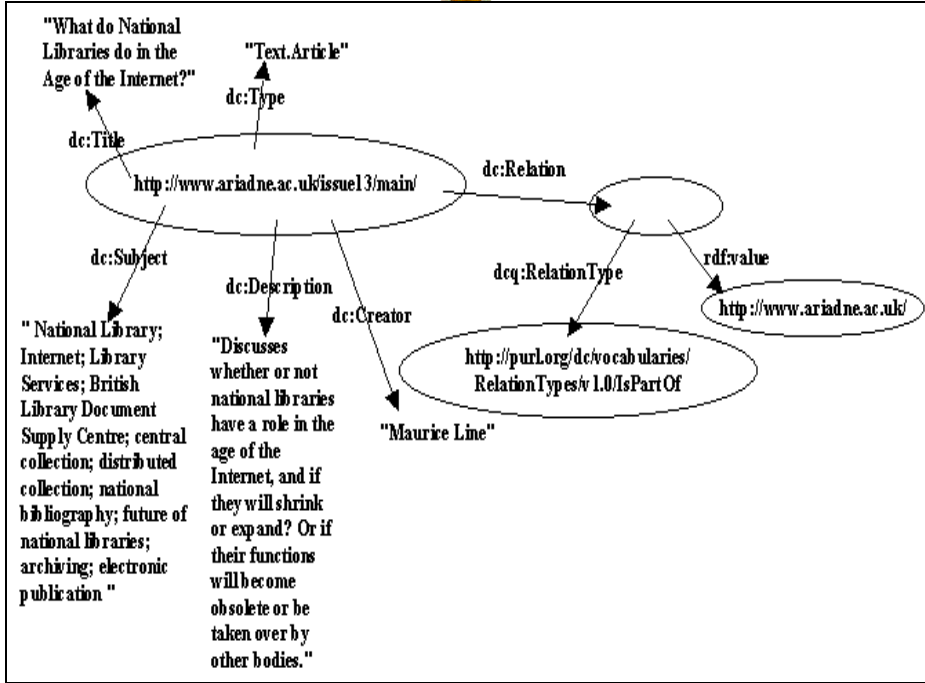 "What do National
Libraries do in the
Age of the Internet?"
"Text.Article"
dc:Type
dc:Title
http://www.ariadne.ac.uk/issue13/main/
dc:Relation
dc:Subject
dc:Description
dc:Creator
dcq:RelationType
rdf:value
http://www.ariadne.ac.uk/
http://purl.org/dc/vocabularies/
RelationTypes/v1.0/IsPartOf
" National Library;
Internet; Library
Services; British
Library Document
Supply Centre; central
collection; distributed
collection; national
bibliography; future of
national libraries;
archiving; electronic
publication "
"Discusses
whether or not
national libraries
have a role in the
age of the
Internet, and if
they will shrink
or expand? Or if
their functions
will become
obsolete or be
taken over by
other bodies."
"Maurice Line"